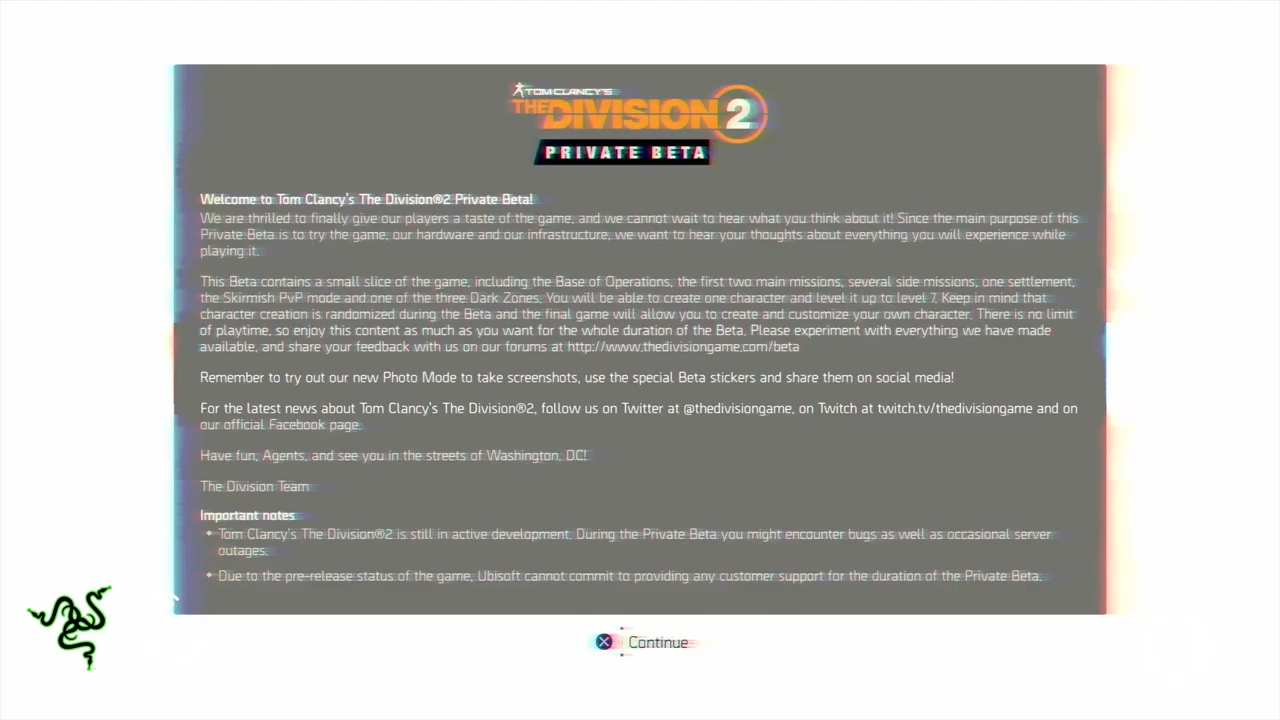 TOM CLANCY'S
THE DIVISION 2
PRIVATE BETA
Welcome to Tom Clancy's The Division®2 Private Beta!
We are thrilled to finally give our players a taste of the game, and we cannot wait to hear what you think about it! Since the main purpose of this
Private Beta is to try the game, our hardware and our infrastructure, we want to hear your thoughts about everything you will experience while
playing it.
This Beta contains a small slice of the game, including the Base of Operations, the first two main missions, several side missions, one settlement,
the Skirmish PvP mode and one of the three Dark Zones. You will be able to create one character and level it up to level 7. Keep in mind that
character creation is randomized during the Beta and the final game will allow you to create and customize your own character. There is no limit
of playtime, so enjoy this content as much as you want for the whole duration of the Beta. Please experiment with everything we have made
available, and share your feedback with us on our forums at http://www.thedivisiongame.com/beta
Remember to try out our new Photo Mode to take screenshots, use the special Beta stickers and share them on social media!
For the latest news about Tom Clancy's The Division®2, follow us on Twitter at @thedivisiongame, on Twitch at twitch.tv/thedivisiongame and on
our official Facebook page.
Have fun, Agents, and see you in the streets of Washington, DC!
The Division Team
Important notes
Tom Clancy's The Division®2 is still in active development. During the Private Beta you might encounter bugs as well as occasional server
outages.
Due to the pre-release status of the game, Ubisoft cannot commit to providing any customer support for the duration of the Private Beta.
Continue